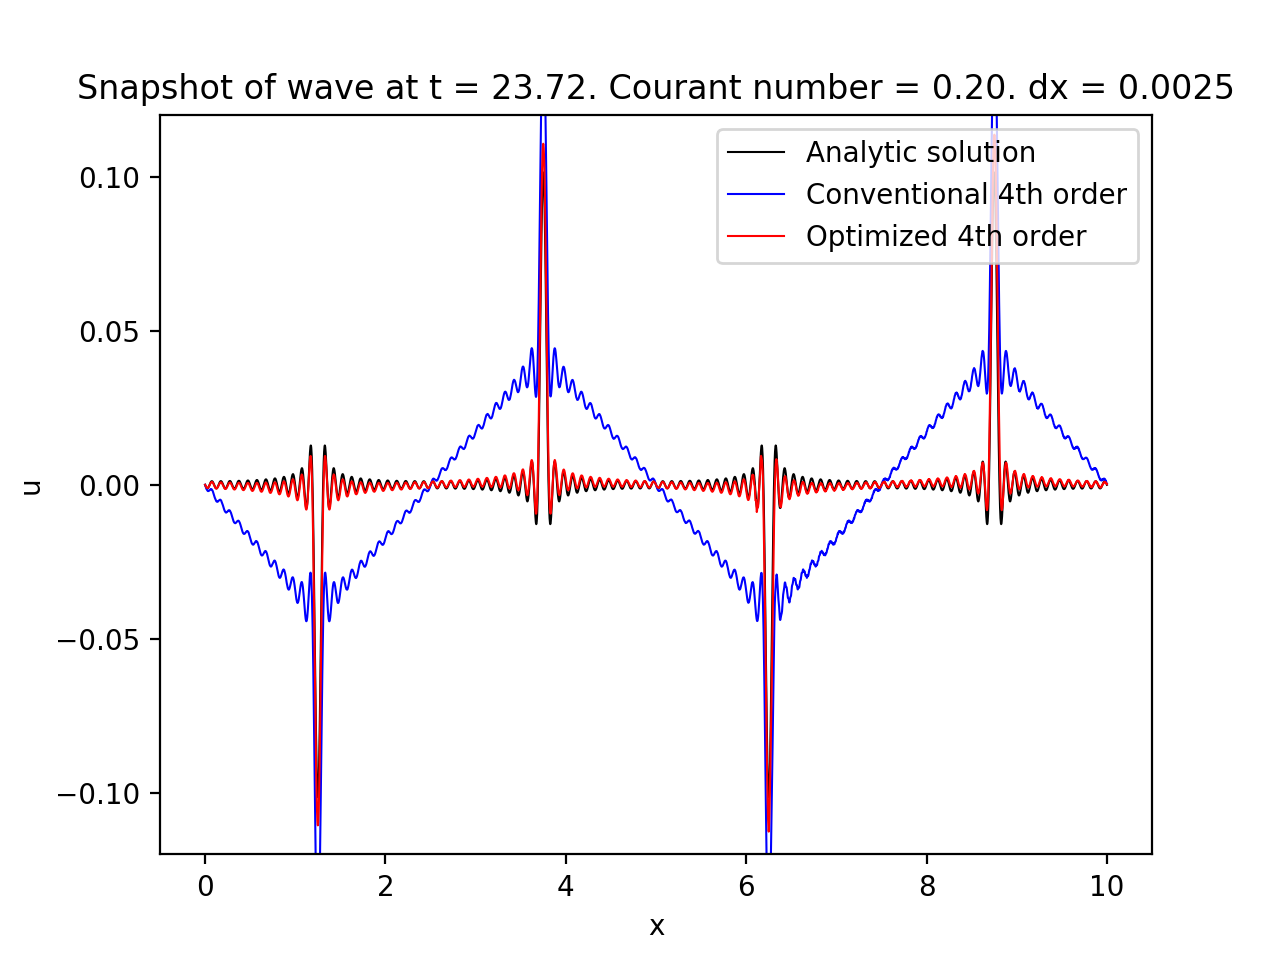 Snapshot of wave at t = 23.72. Courant number = 0.20. dx = 0.0025
Analytic solution
Conventional 4th order
Optimized 4th order
0.10
0.05
0.00
−0.05
−0.10
u
0 2 4 6 8 10
x